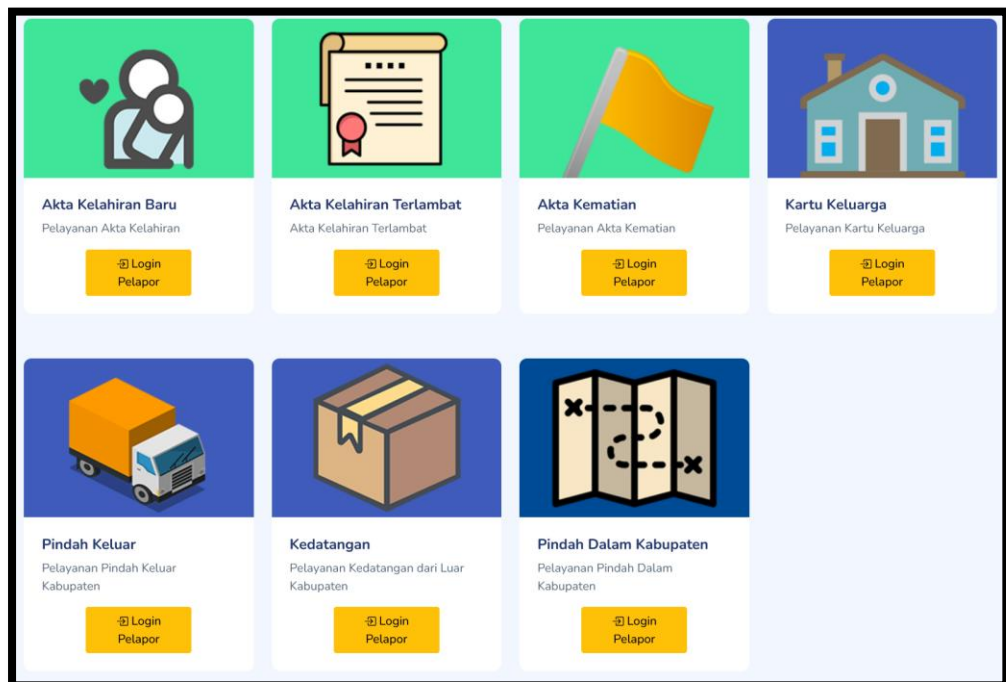 Akta Kelahiran Baru
Pelayanan Akta Kelahiran
Login
Pelapor
Akta Kelahiran Terlambat
Akta Kelahiran Terlambat
Login
Pelapor
Akta Kematian
Pelayanan Akta Kematian
Login
Pelapor
Kartu Keluarga
Pelayanan Kartu Keluarga
Login
Pelapor
Pindah Keluar
Pelayanan Pindah Keluar
Kabupaten
Login
Pelapor
Kedatangan
Pelayanan Kedatangan dari Luar
Kabupaten
Login
Pelapor
Pindah Dalam Kabupaten
Pelayanan Pindah Dalam
Kabupaten
Login
Pelapor